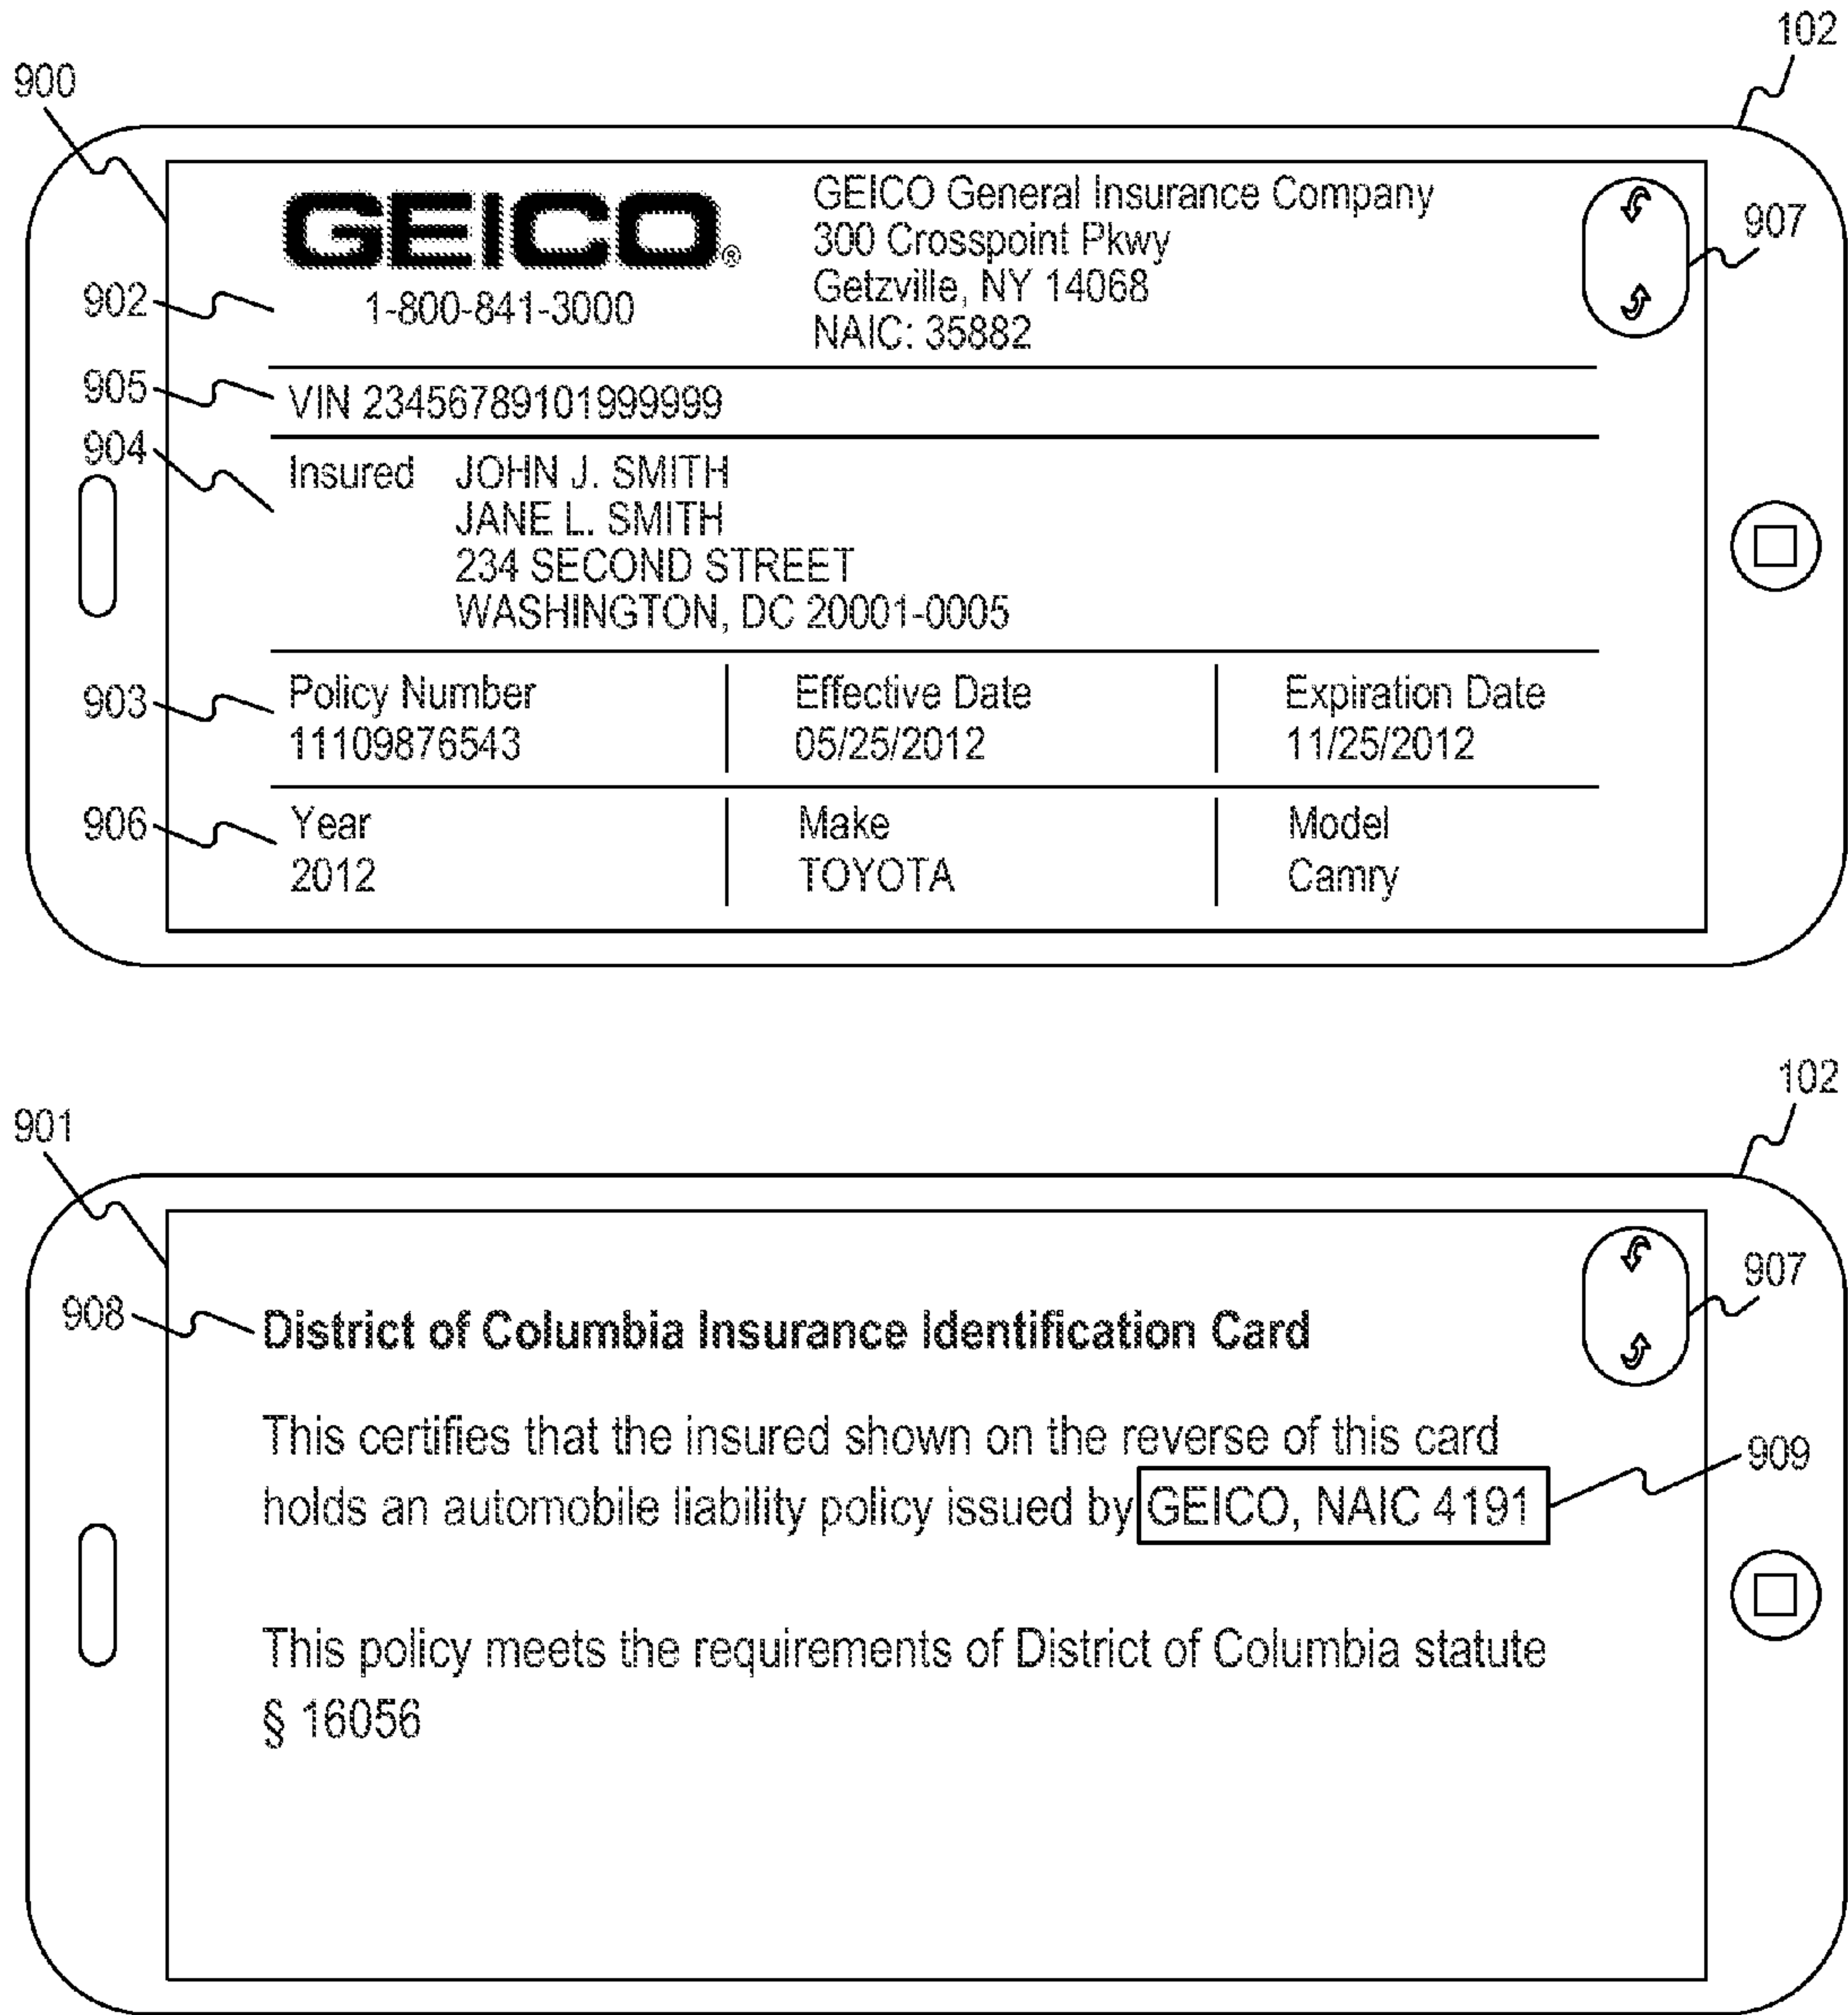 102
900
GEICO®
1-800-841-3000
GEICO General Insurance Company
300 Crosspoint Pkwy
Getzville, NY 14068
NAIC: 35882
907
902
905
VIN 23456789101999999
904
Insured JOHN J. SMITH
JANE L. SMITH
234 SECOND STREET
WASHINGTON, DC 20001-0005
903
Policy Number Effective Date Expiration Date
11109876543 05/25/2012 11/25/2012
906
Year Make Model
2012 TOYOTA Camry
102
901
907
908
District of Columbia Insurance Identification Card
This certifies that the insured shown on the reverse of this card
holds an automobile liability policy issued by GEICO, NAIC 4191
909
This policy meets the requirements of District of Columbia statute
§ 16056